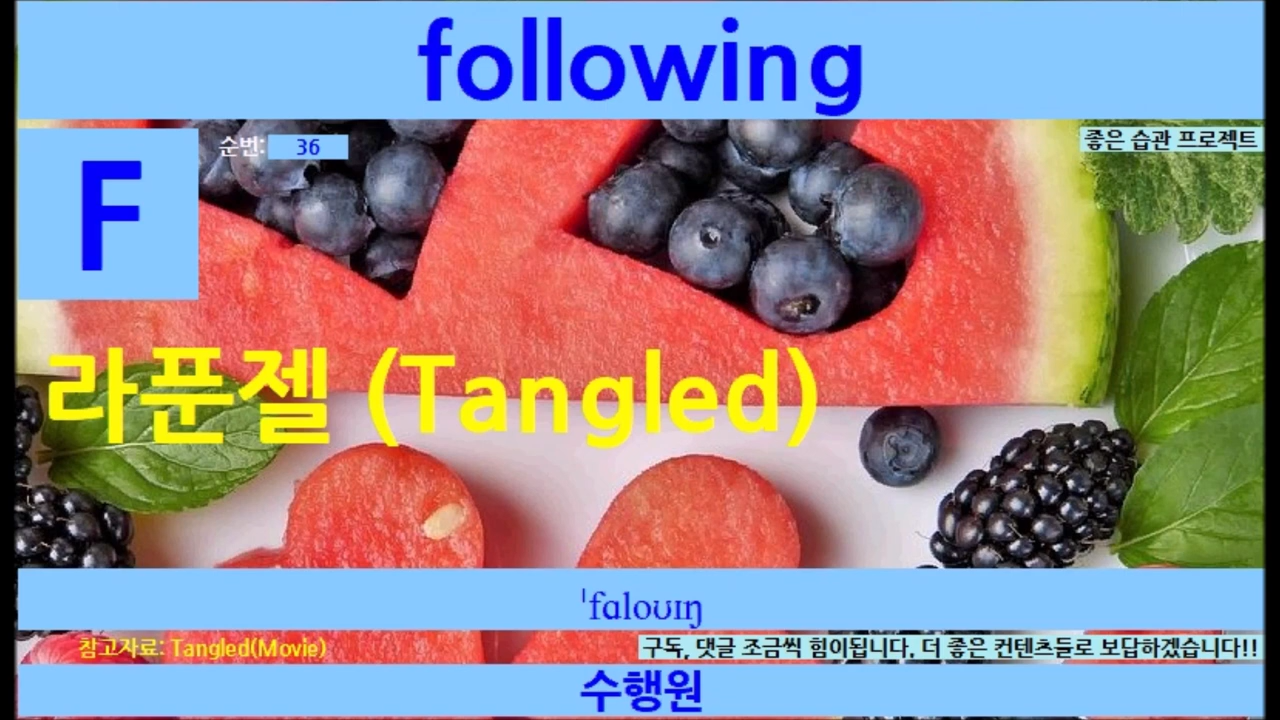 following
F
순번: 36
좋은 습관 프로젝트
라푼젤 (Tangled)
ˈfɑloʊɪŋ
참고자료: Tangled(Movie)
구독, 댓글 조금씩 힘이됩니다. 더 좋은 컨텐츠들로 보답하겠습니다!!
수행원